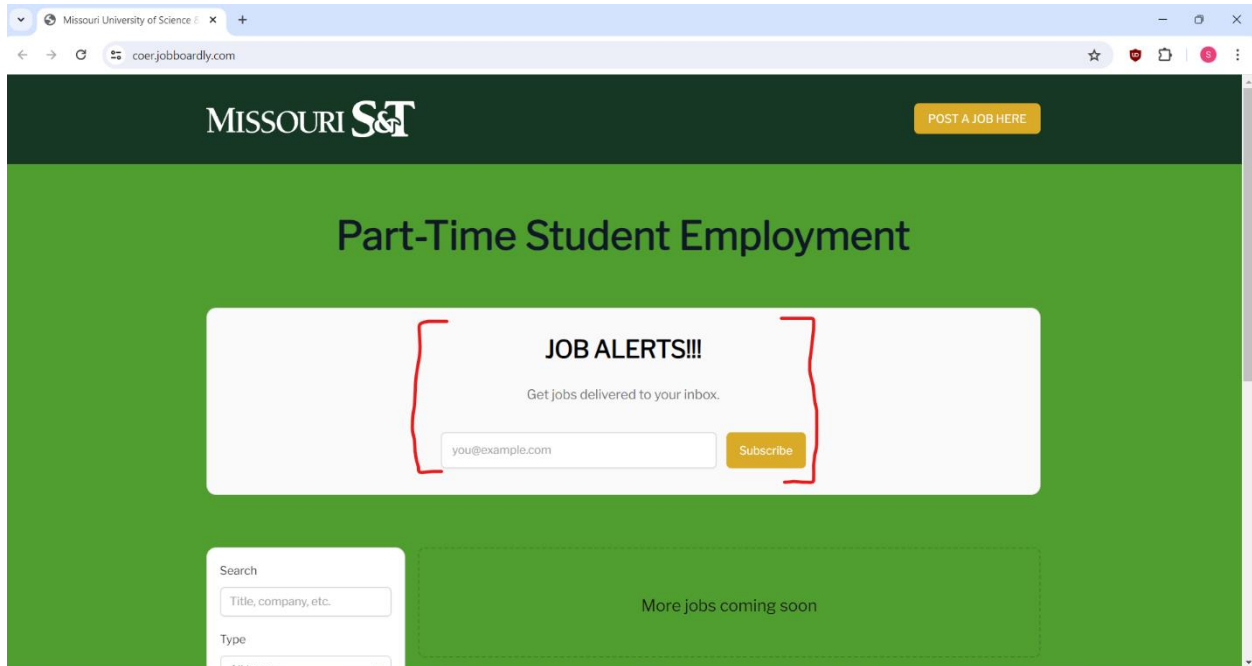 Missouri University of Science &
coer.jobboardly.com
S
MISSOURI S&T
POST A JOB HERE
Part-Time Student Employment
JOB ALERTS!!!
Get jobs delivered to your inbox.
you@example.com
Subscribe
Search
Title, company, etc.
More jobs coming soon
Type